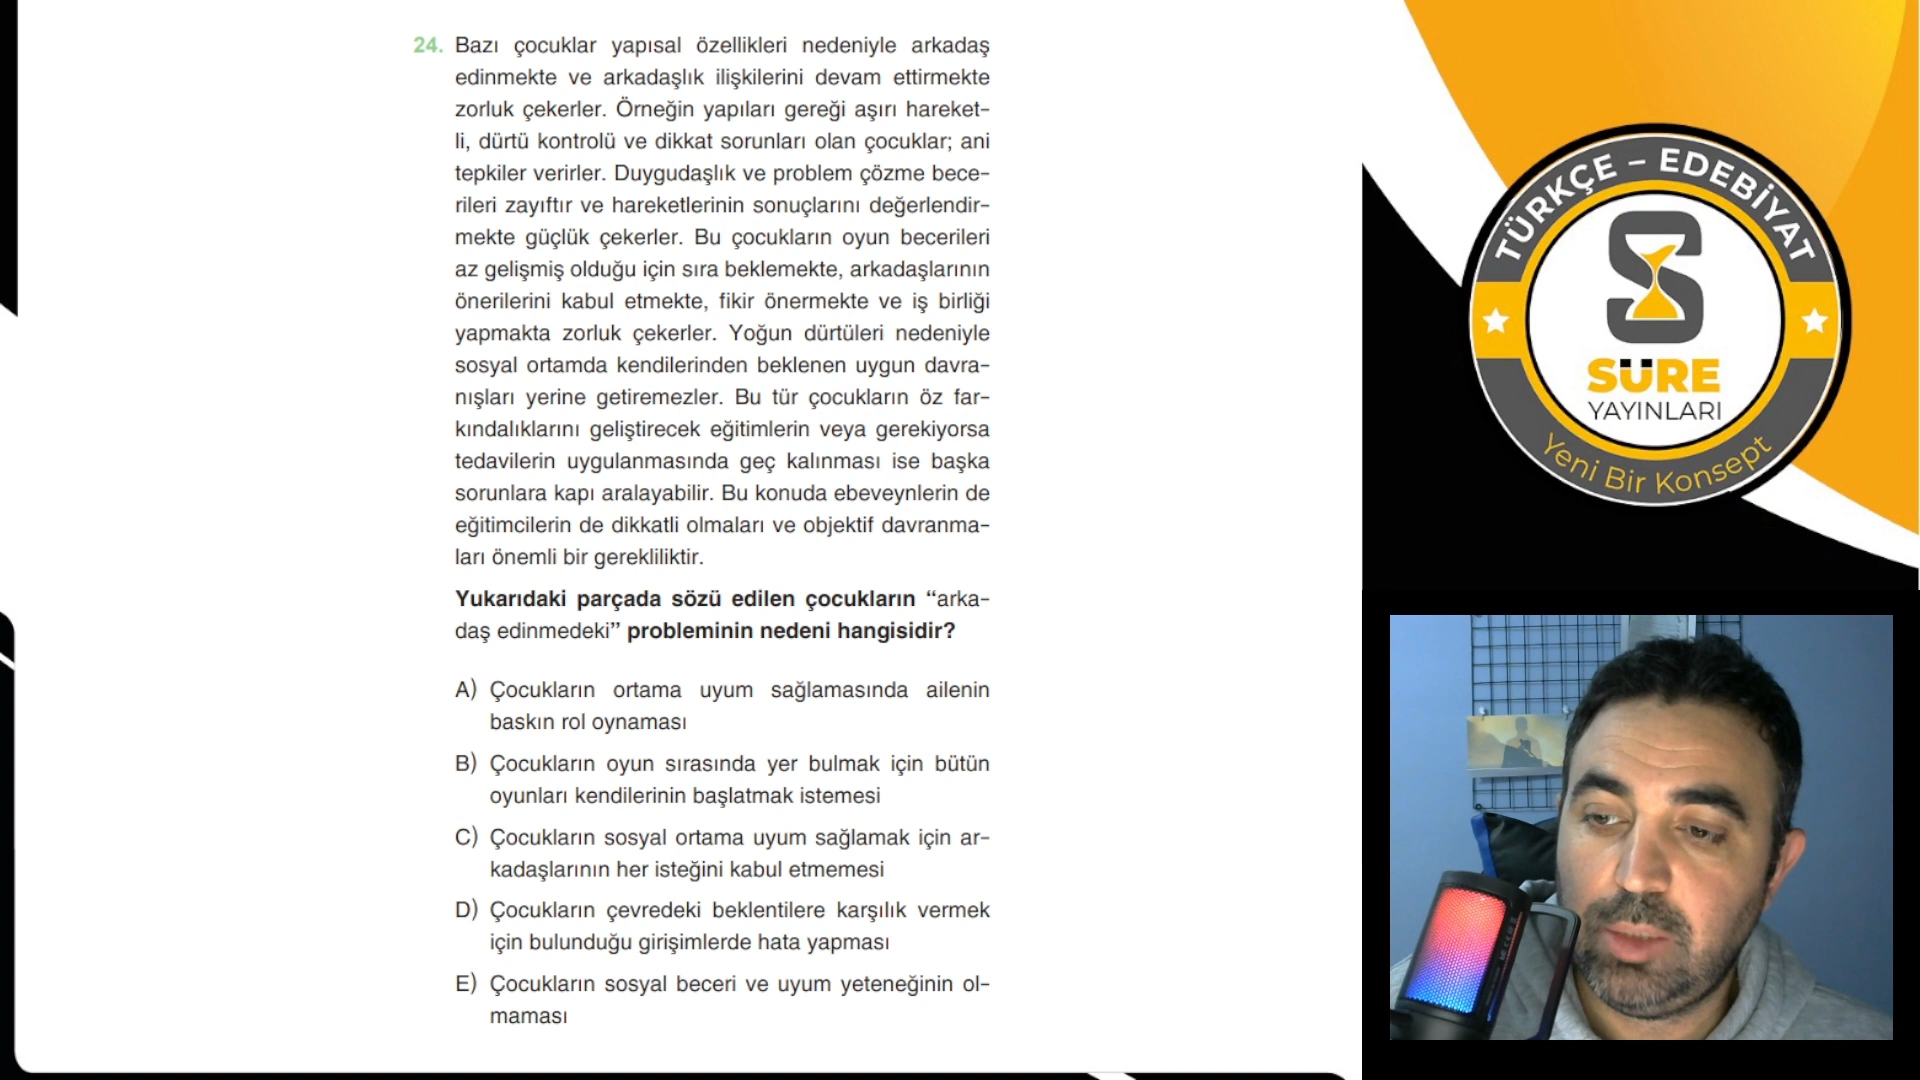 24. Bazı çocuklar yapısal özellikleri nedeniyle arkadaş
edinmekte ve arkadaşlık ilişkilerini devam ettirmekte
zorluk çekerler. Örneğin yapıları gereği aşırı hareket-
li, dürtü kontrolü ve dikkat sorunları olan çocuklar; ani
tepkiler verirler. Duygudaşlık ve problem çözme bece-
rileri zayıftır ve hareketlerinin sonuçlarını değerlendir-
mekte güçlük çekerler. Bu çocukların oyun becerileri
az gelişmiş olduğu için sıra beklemekte, arkadaşlarının
önerilerini kabul etmekte, fikir önermekte ve iş birliği
yapmakta zorluk çekerler. Yoğun dürtüleri nedeniyle
sosyal ortamda kendilerinden beklenen uygun davra-
nışları yerine getiremezler. Bu tür çocukların öz far-
kındalıklarını geliştirecek eğitimlerin veya gerekiyorsa
tedavilerin uygulanmasında geç kalınması ise başka
sorunlara kapı aralayabilir. Bu konuda ebeveynlerin de
eğitimcilerin de dikkatli olmaları ve objektif davranma-
ları önemli bir gerekliliktir.
Yukarıdaki parçada sözü edilen çocukların “arka-
daş edinmedeki” probleminin nedeni hangisidir?
A) Çocukların ortama uyum sağlamasında ailenin
baskın rol oynaması
B) Çocukların oyun sırasında yer bulmak için bütün
oyunları kendilerinin başlatmak istemesi
C) Çocukların sosyal ortama uyum sağlamak için ar-
kadaşlarının her isteğini kabul etmemesi
D) Çocukların çevredeki beklentilere karşılık vermek
için bulunduğu girişimlerde hata yapması
E) Çocukların sosyal beceri ve uyum yeteneğinin ol-
maması
TÜRKÇE – EDEBİYAT
SÜRE
YAYINLARI
Yeni Bir Konsept